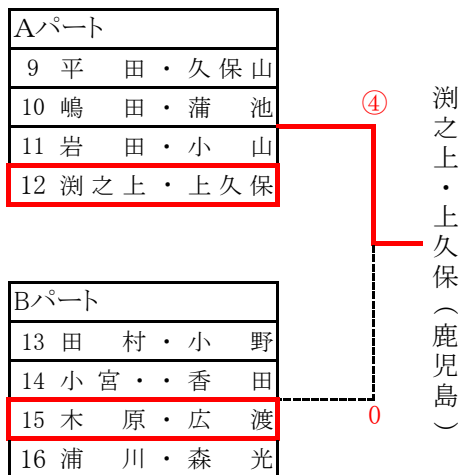 Aパート
9 平 田 ・ 久 保 山
10 嶋 田 ・ 蒲 池
11 岩 田 ・ 小 山
12 渕 之 上 ・ 上 久 保
④
渕之上・上久保(鹿児島)
Bパート
13 田 村 ・ 小 野
14 小 宮 ・ ・ 香 田
15 木 原 ・ 広 渡
0
16 浦 川 ・ 森 光